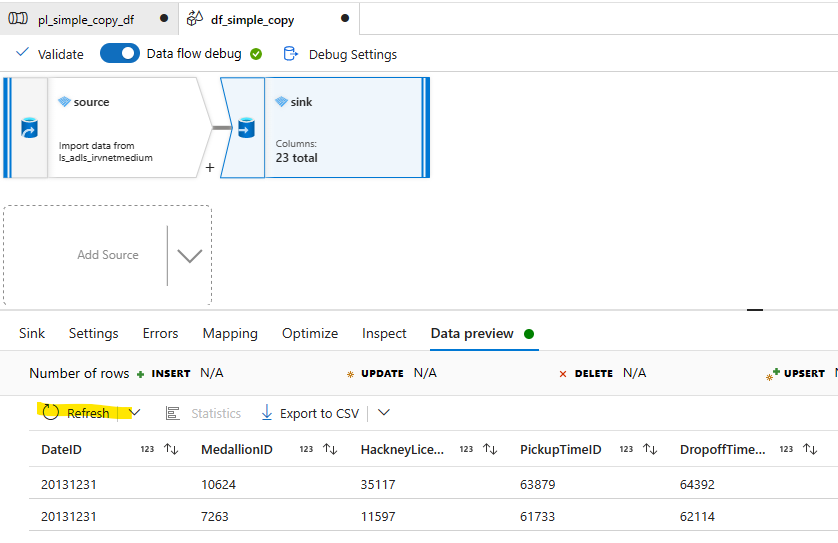 pl_simple_copy_df df_simple_copy
Validate Data flow debug Debug Settings
source sink
Import data from
ls_adls_irvnetmedium
Columns:
23 total
+
Add Source
Sink Settings Errors Mapping Optimize Inspect Data preview
Number of rows + INSERT N/A UPDATE N/A × DELETE N/A + UPSERT N
Refresh Statistics Export to CSV
DateID 123 MedallionID 123 HackneyLice... 123 PickupTimeID 123 DropoffTime... 123
20131231 10624 35117 63879 64392
20131231 7263 11597 61733 62114